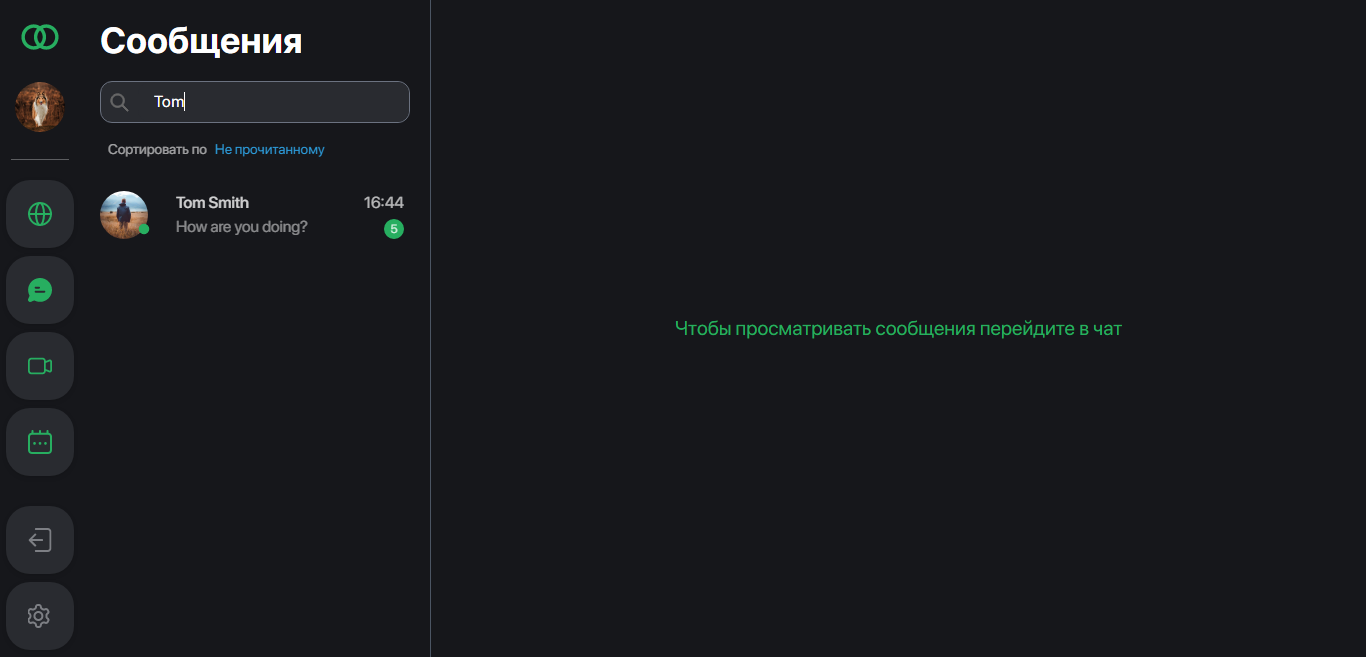 Сообщения
Tom
Сортировать по Не прочитанному
Tom Smith 16:44
How are you doing? 5
Чтобы просматривать сообщения перейдите в чат